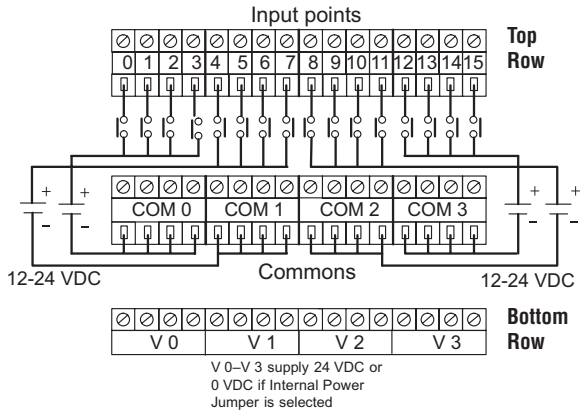 Input points
Top
Row
0 1 2 3 4 5 6 7 8 9 10 11 12 13 14 15
+ + + +
COM 0 COM 1 COM 2 COM 3
- - - -
12-24 VDC Commons 12-24 VDC
Bottom
Row
V 0 V 1 V 2 V 3
V 0–V 3 supply 24 VDC or
0 VDC if Internal Power
Jumper is selected